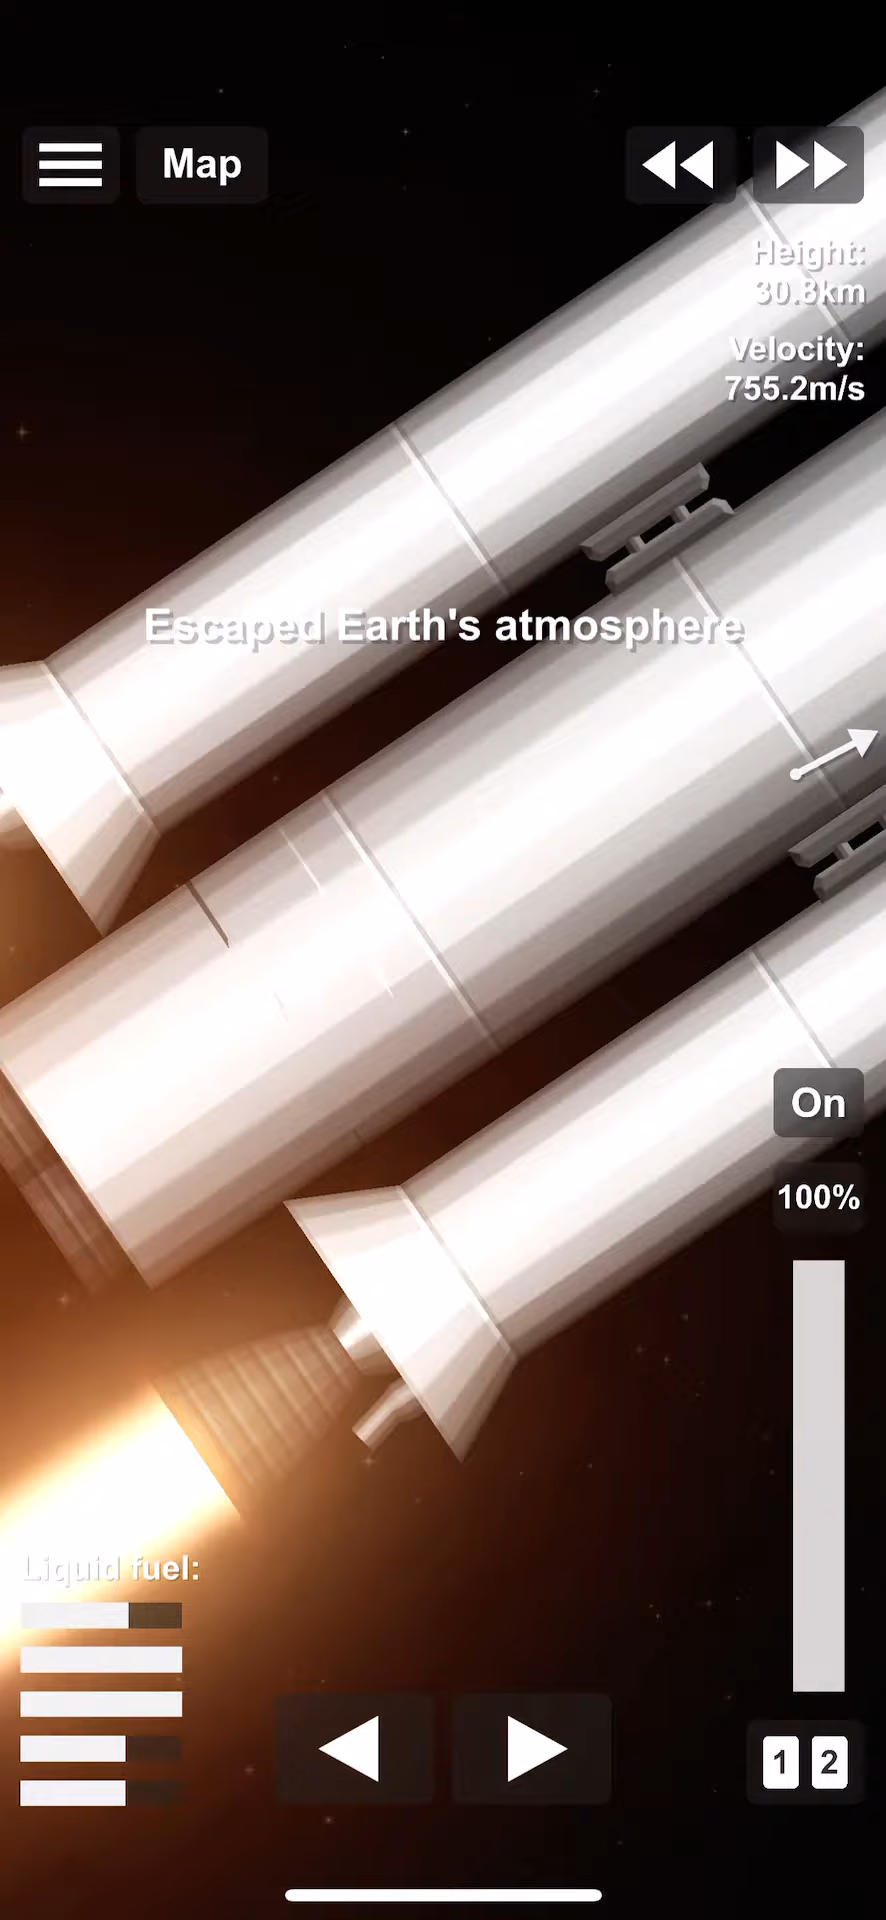 Map
Height:
30.8km
Velocity:
755.2m/s
Escaped Earth's atmosphere
On
100%
Liquid fuel:
1 2